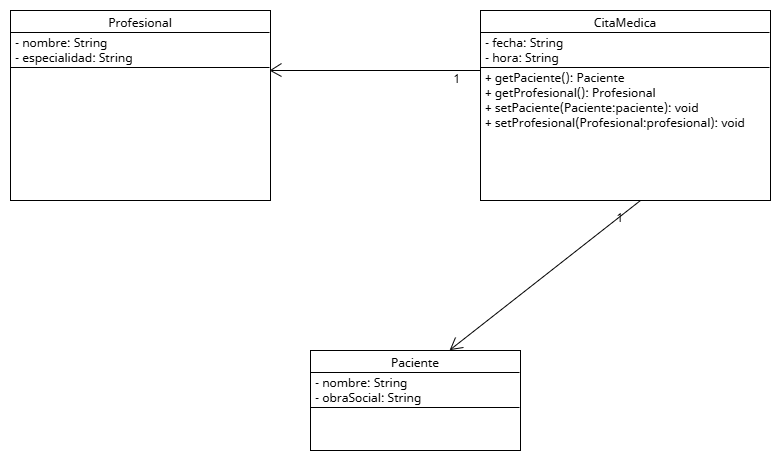 Profesional
- nombre: String
- especialidad: String
CitaMedica
- fecha: String
- hora: String
+ getPaciente(): Paciente
+ getProfesional(): Profesional
+ setPaciente(Paciente:paciente): void
+ setProfesional(Profesional:profesional): void
1
1
Paciente
- nombre: String
- obraSocial: String